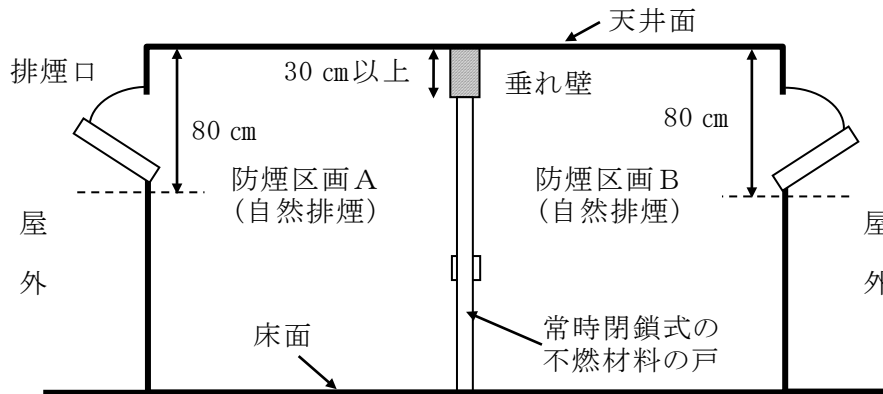 天井面
排煙口
30 cm以上
垂れ壁
80 cm
80 cm
防煙区画A
(自然排煙)
防煙区画B
(自然排煙)
屋
外
屋
外
床面
常時閉鎖式の
不燃材料の戸